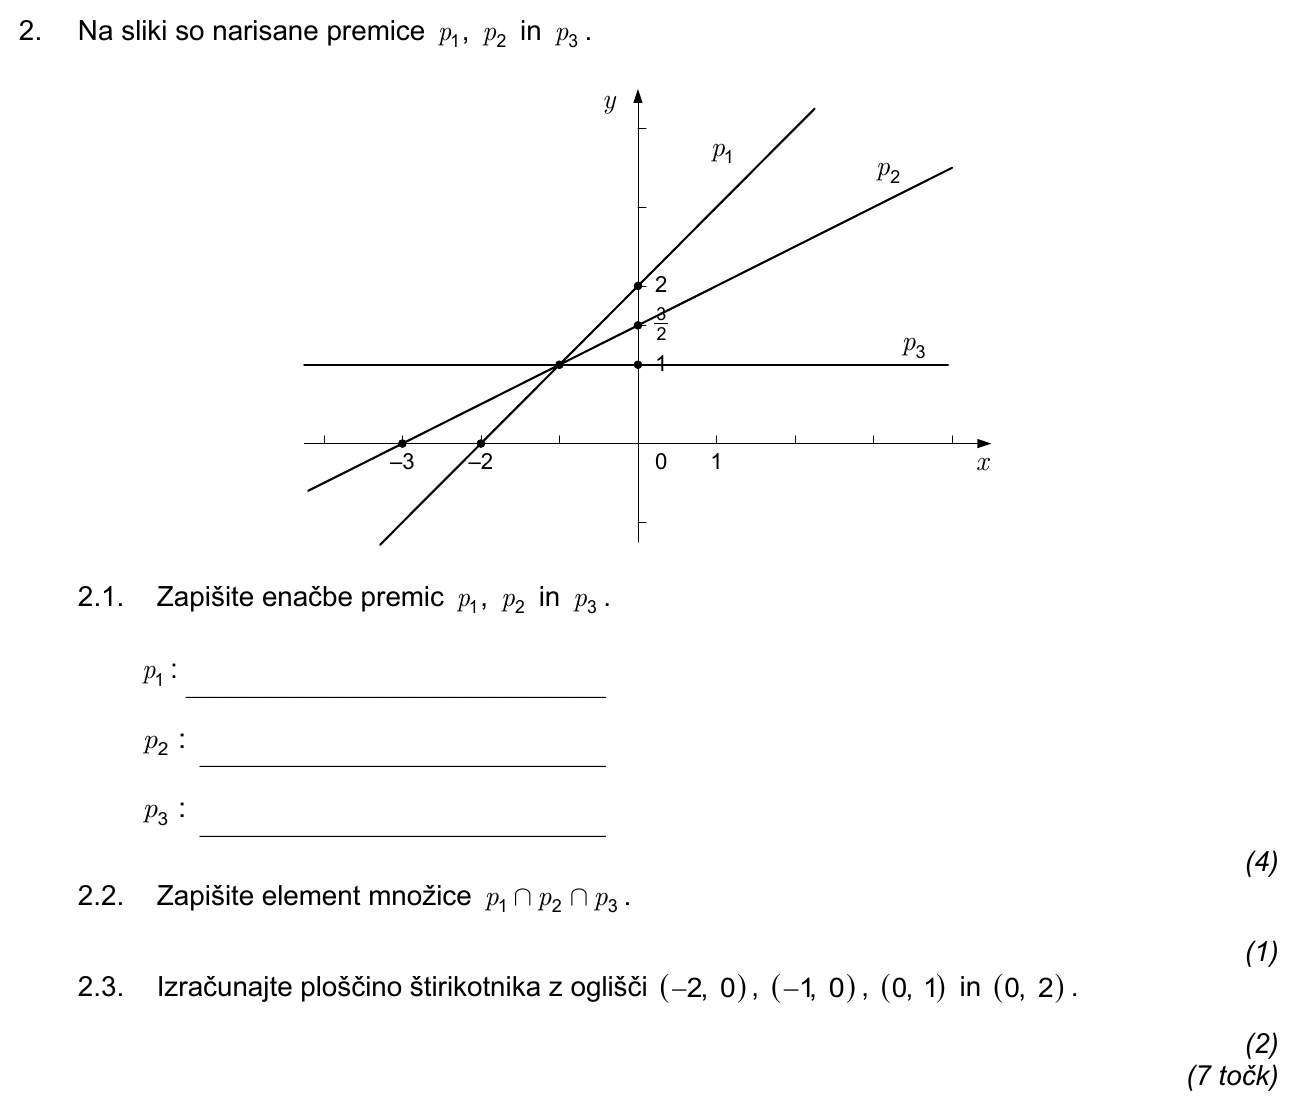 2. Na sliki so narisane premice p₁, p₂ in p₃.
y
p₁
p₂
2
3/2
p₃
1
–3 –2 0 1 x
2.1. Zapišite enačbe premic p₁, p₂ in p₃.
p₁:
p₂:
p₃:
(4)
2.2. Zapišite element množice p₁ ∩ p₂ ∩ p₃.
(1)
2.3. Izračunajte ploščino štirikotnika z oglišči (–2, 0), (–1, 0), (0, 1) in (0, 2).
(2)
(7 točk)